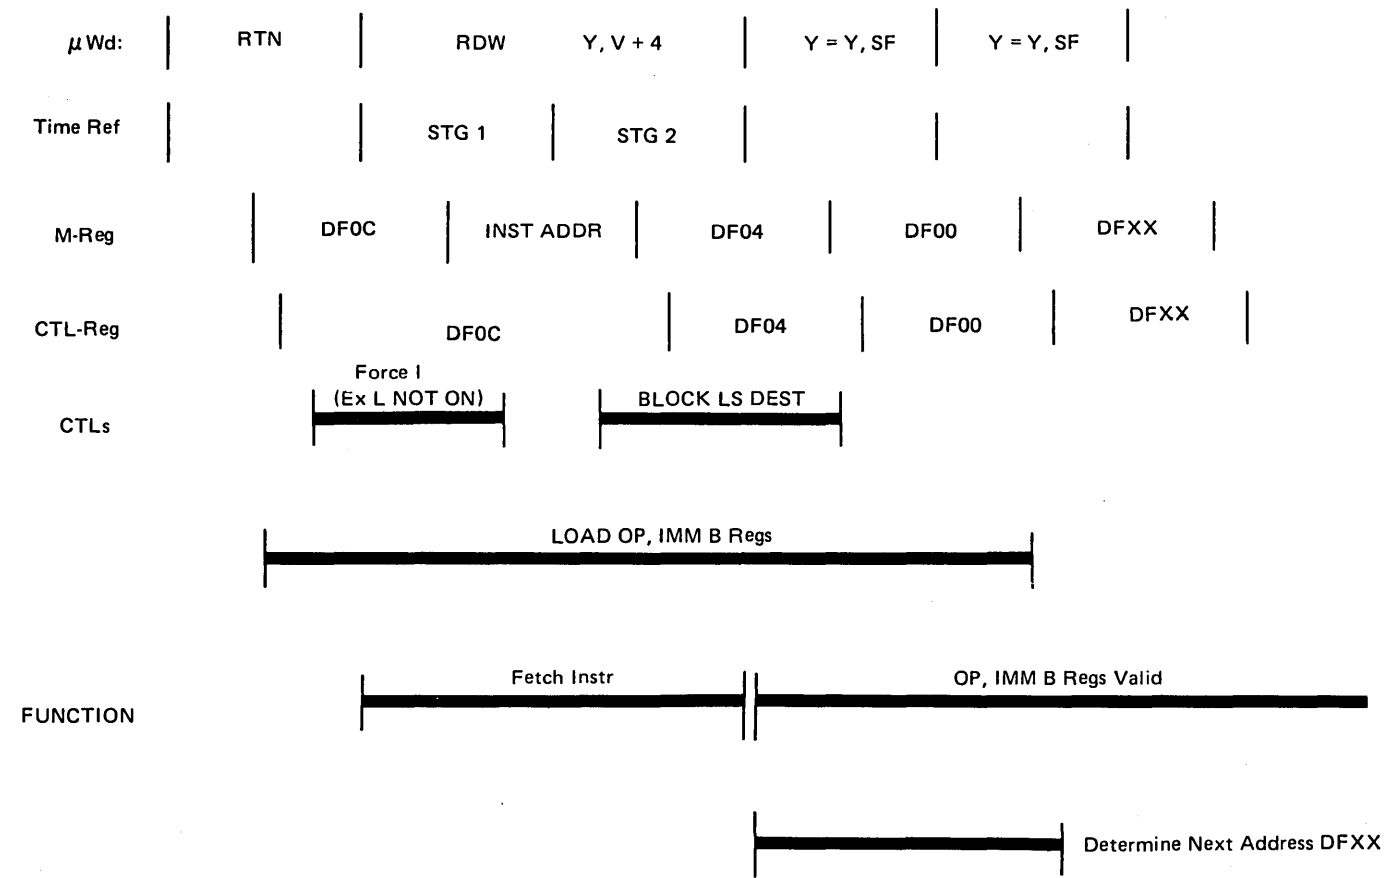 μ Wd: RTN RDW Y, V + 4 Y = Y, SF Y = Y, SF
Time Ref STG 1 STG 2
M-Reg DF0C INST ADDR DF04 DF00 DFXX
CTL-Reg DF0C DF04 DF00 DFXX
Force I
CTLs (Ex L NOT ON) BLOCK LS DEST
LOAD OP, IMM B Regs
FUNCTION Fetch Instr OP, IMM B Regs Valid
Determine Next Address DFXX